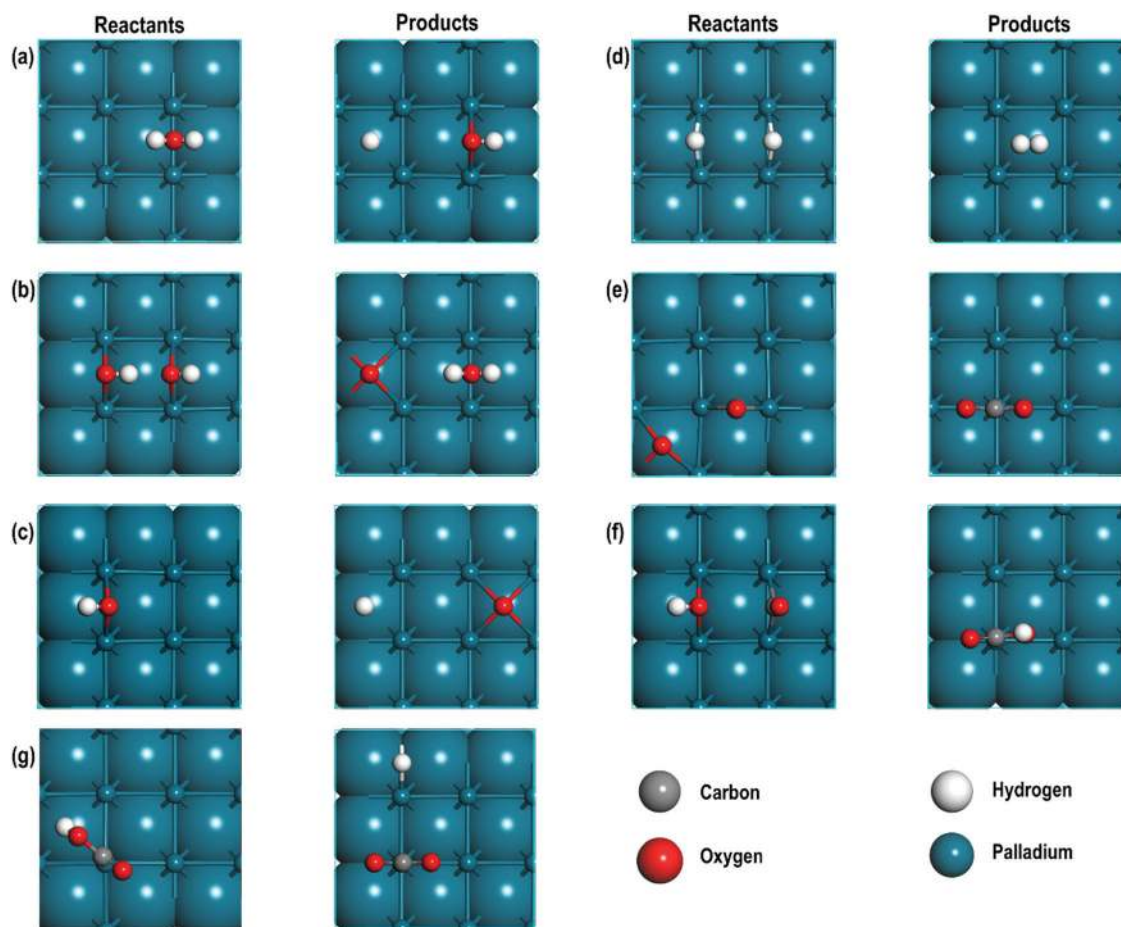 Reactants Products Reactants Products
(a) (d)
(b) (e)
(c) (f)
(g)
Carbon Hydrogen
Oxygen Palladium